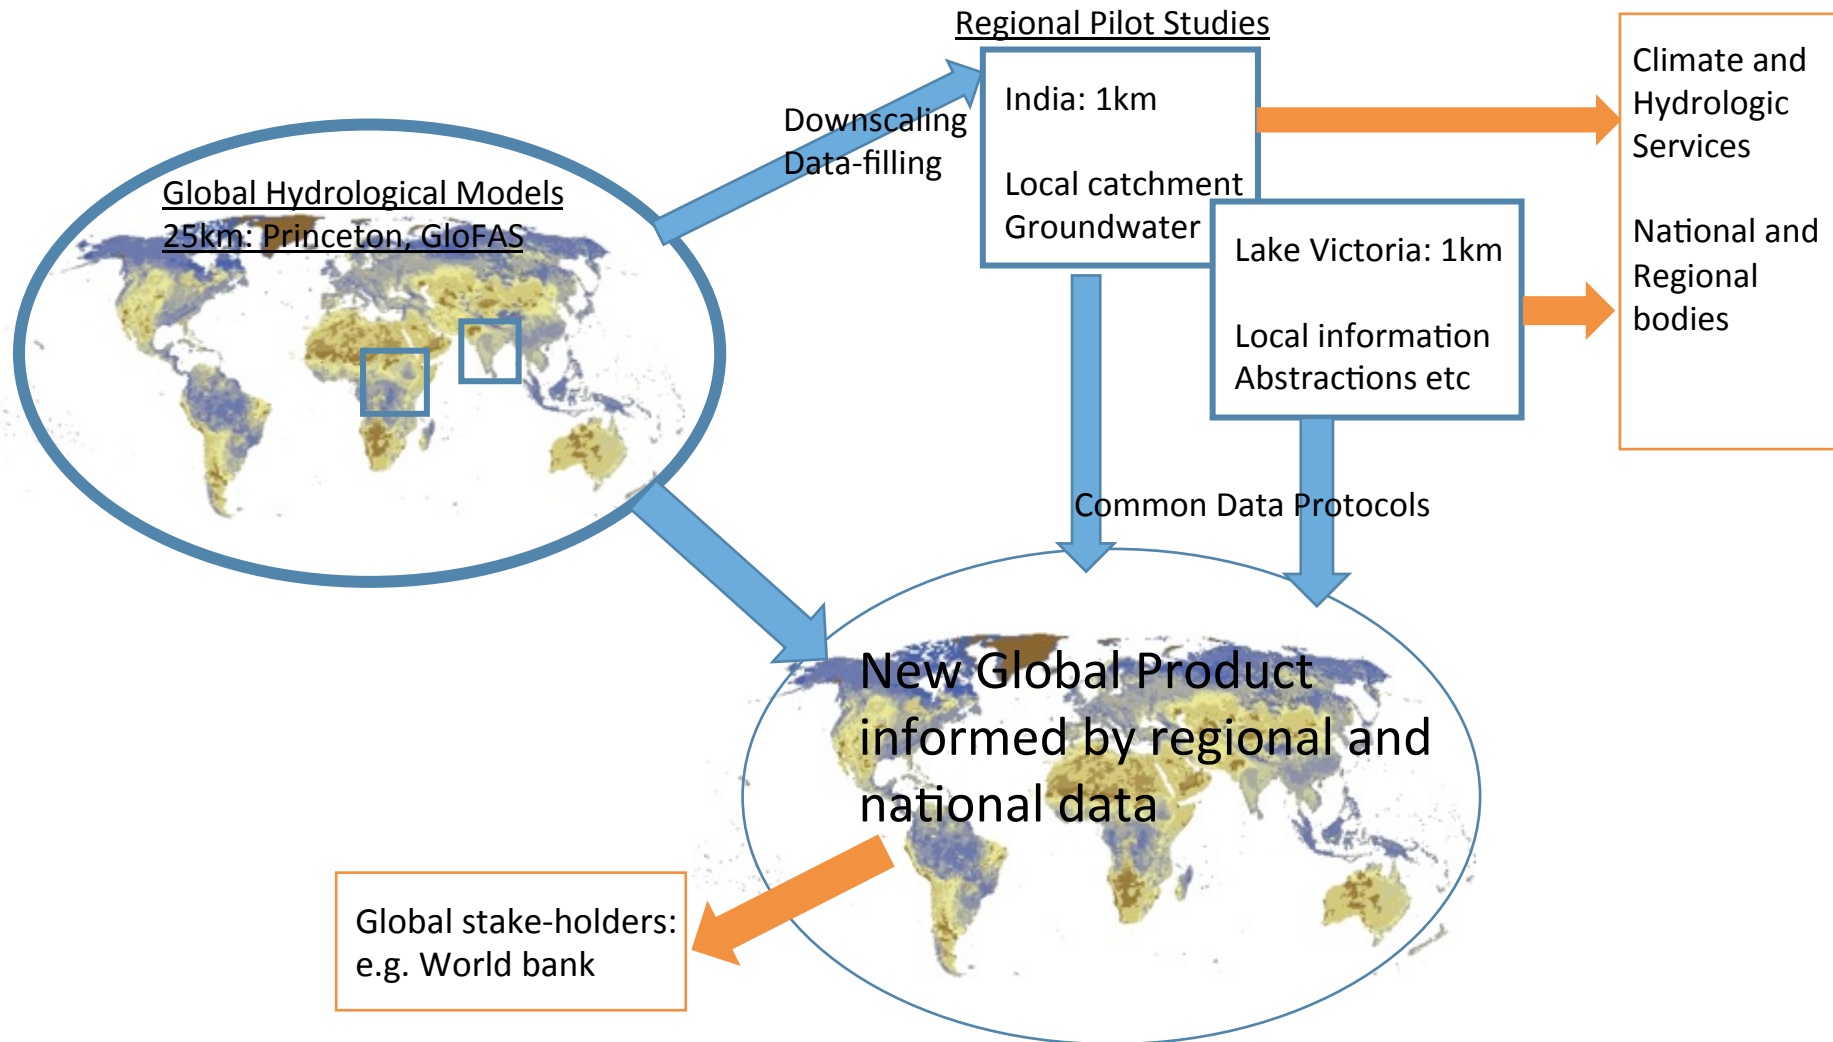 Regional Pilot Studies
India: 1km
Local catchment
Groundwater
Lake Victoria: 1km
Local information
Abstractions etc
Climate and
Hydrologic
Services
National and
Regional
bodies
Downscaling
Data-filling
Global Hydrological Models
25km: Princeton, GloFAS
Common Data Protocols
New Global Product
informed by regional and
national data
Global stake-holders:
e.g. World bank